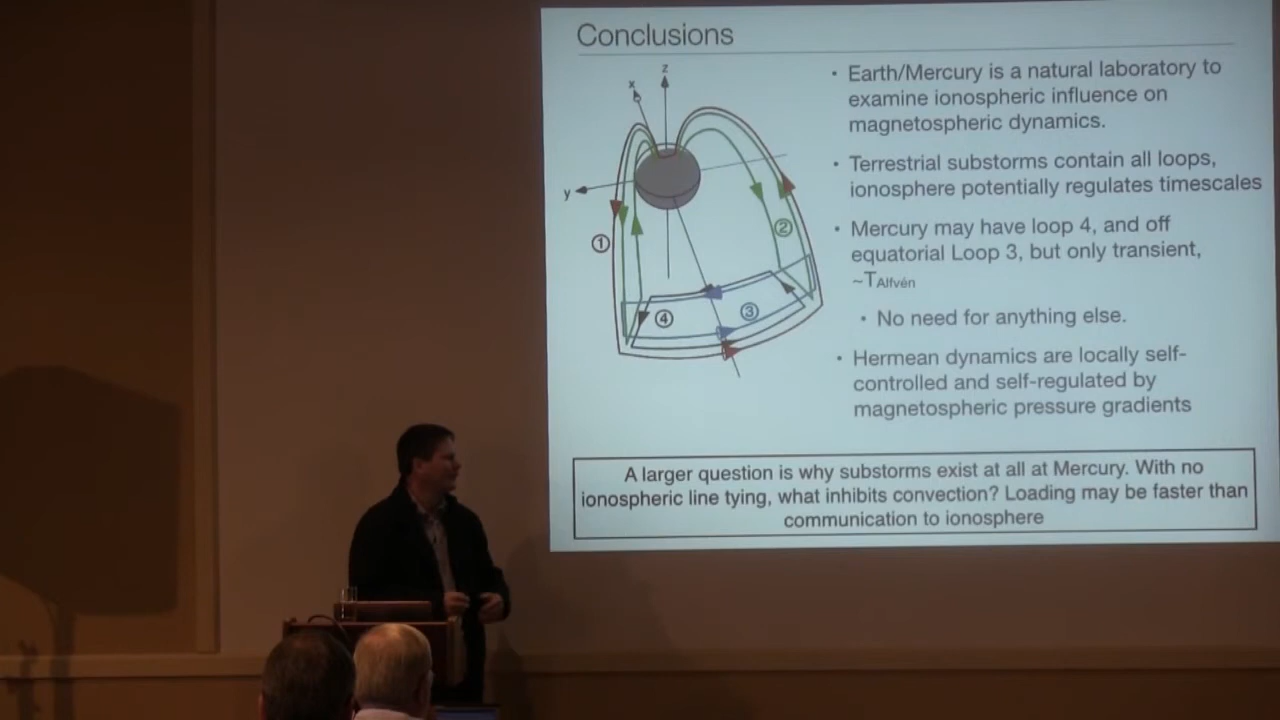 Conclusions
z
x
y
①
②
③
④
• Earth/Mercury is a natural laboratory to
examine ionospheric influence on
magnetospheric dynamics.
• Terrestrial substorms contain all loops,
ionosphere potentially regulates timescales
• Mercury may have loop 4, and off
equatorial Loop 3, but only transient,
~TAlfvén
• No need for anything else.
• Hermean dynamics are locally self-
controlled and self-regulated by
magnetospheric pressure gradients
A larger question is why substorms exist at all at Mercury. With no
ionospheric line tying, what inhibits convection? Loading may be faster than
communication to ionosphere